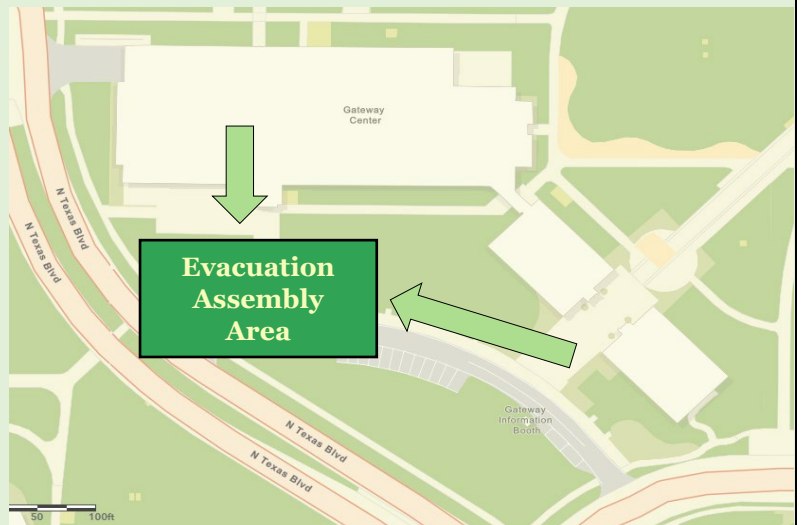 Gateway
Center
N Texas Blvd
N Texas Blvd
Evacuation
Assembly
Area
Gateway
Information
Booth
N Texas Blvd
N Texas Blvd
50
100ft